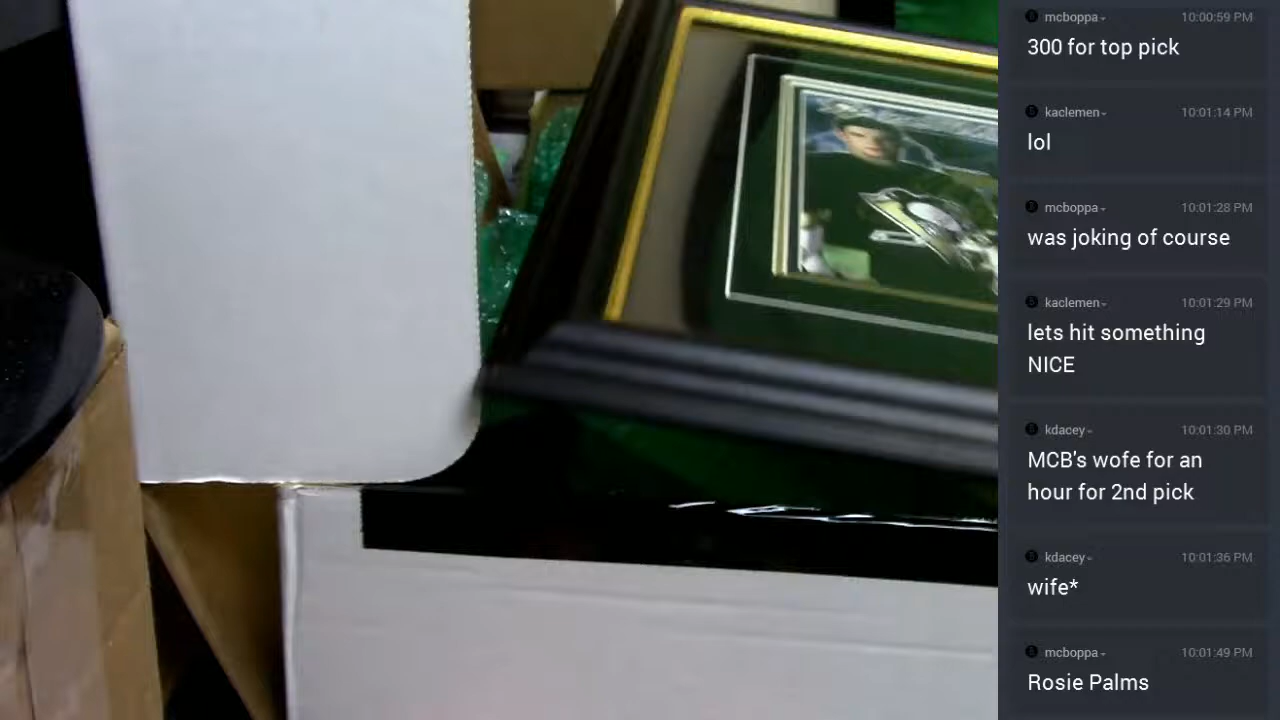 mcboppa
10:00:59 PM
300 for top pick
kaclemen
10:01:14 PM
lol
mcboppa
10:01:28 PM
was joking of course
kaclemen
10:01:29 PM
lets hit something
NICE
kdacey
10:01:30 PM
MCB's wofe for an
hour for 2nd pick
kdacey
10:01:36 PM
wife*
mcboppa
10:01:49 PM
Rosie Palms